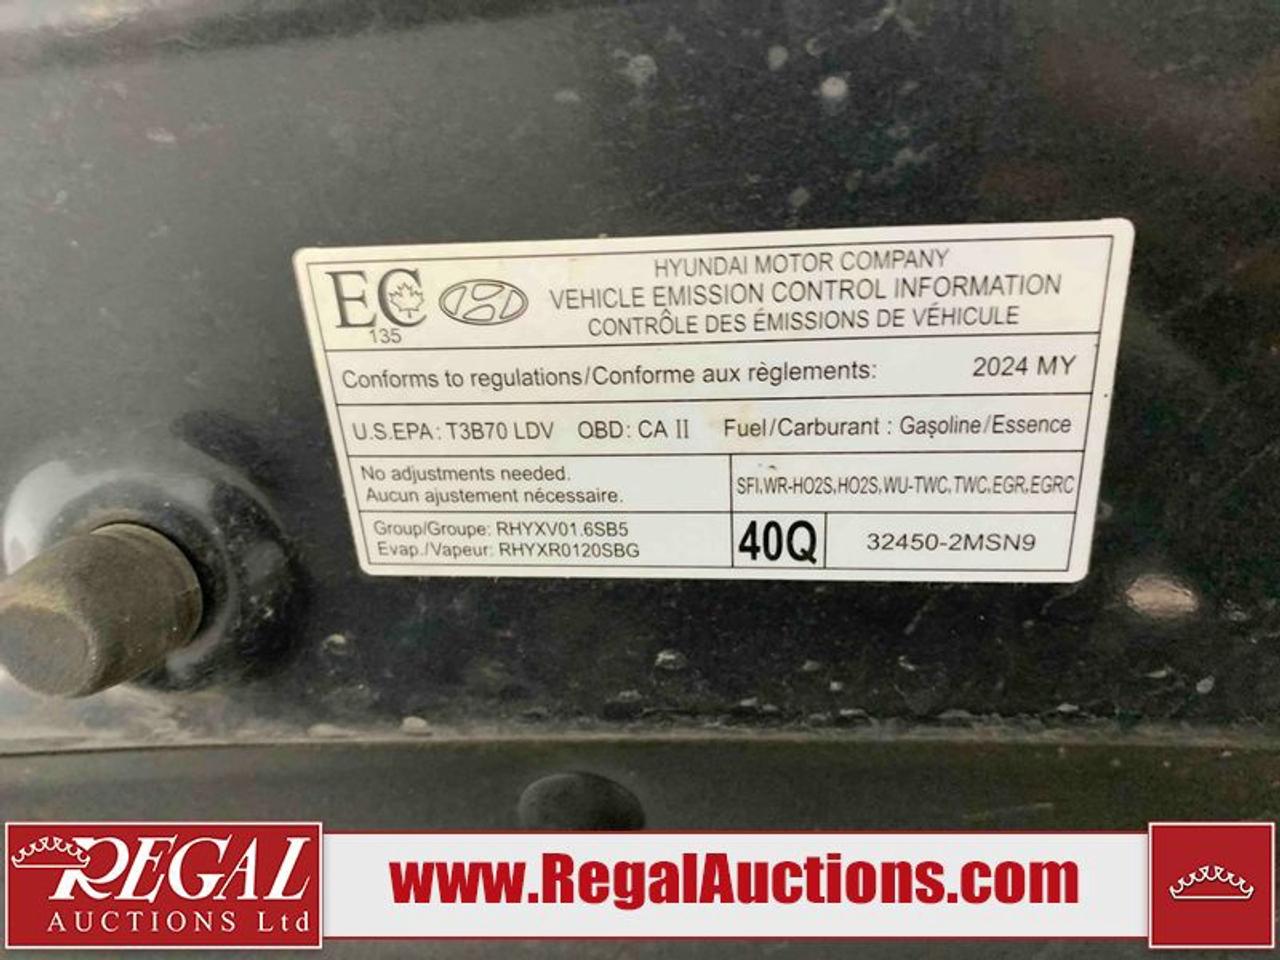 EC
135
HYUNDAI MOTOR COMPANY
VEHICLE EMISSION CONTROL INFORMATION
CONTRÔLE DES ÉMISSIONS DE VÉHICULE
Conforms to regulations/Conforme aux règlements: 2024 MY
U.S.EPA: T3B70 LDV OBD: CA II Fuel/Carburant : Gasoline/Essence
No adjustments needed.
Aucun ajustement nécessaire.
SFI,WR-HO2S,HO2S,WU-TWC,TWC,EGR,EGRC
Group/Groupe: RHYXV01.6SB5
Evap./Vapeur: RHYXR0120SBG
40Q
32450-2MSN9
REGAL
AUCTIONS Ltd
www.RegalAuctions.com